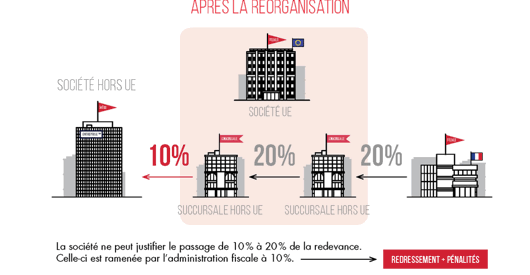 APRÈS LA RÉORGANISATION
SOCIÉTÉ HORS UE
SOCIÉTÉ UE
10%
20%
20%
SUCCURSALE HORS UE
SUCCURSALE HORS UE
La société ne peut justifier le passage de 10% à 20% de la redevance.
Celle-ci est ramenée par l'administration fiscale à 10%.
REDRESSEMENT + PÉNALITÉS